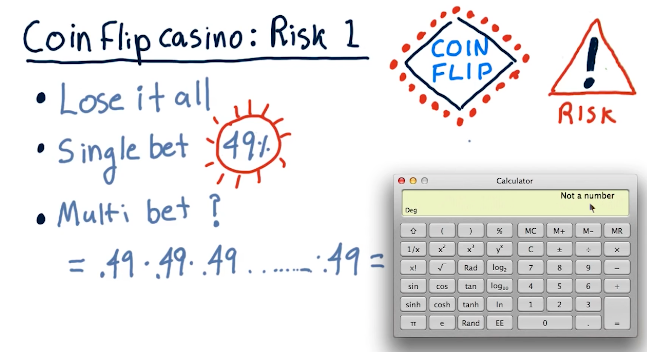 Coin Flip casino: Risk 1
COIN
FLIP
!
RISK
• Lose it all
• Single bet 49%
• Multi bet ?
= .49 · .49 · .49 ....... · .49 =
Calculator
Not a number
Deg
⇧ ( ) % MC M+ M- MR
1/x x² x³ yˣ C ± ÷ ×
x! √ Rad log₂ 7 8 9 −
sin cos tan log₁₀ 4 5 6 +
sinh cosh tanh ln 1 2 3 =
π e Rand EE 0 .